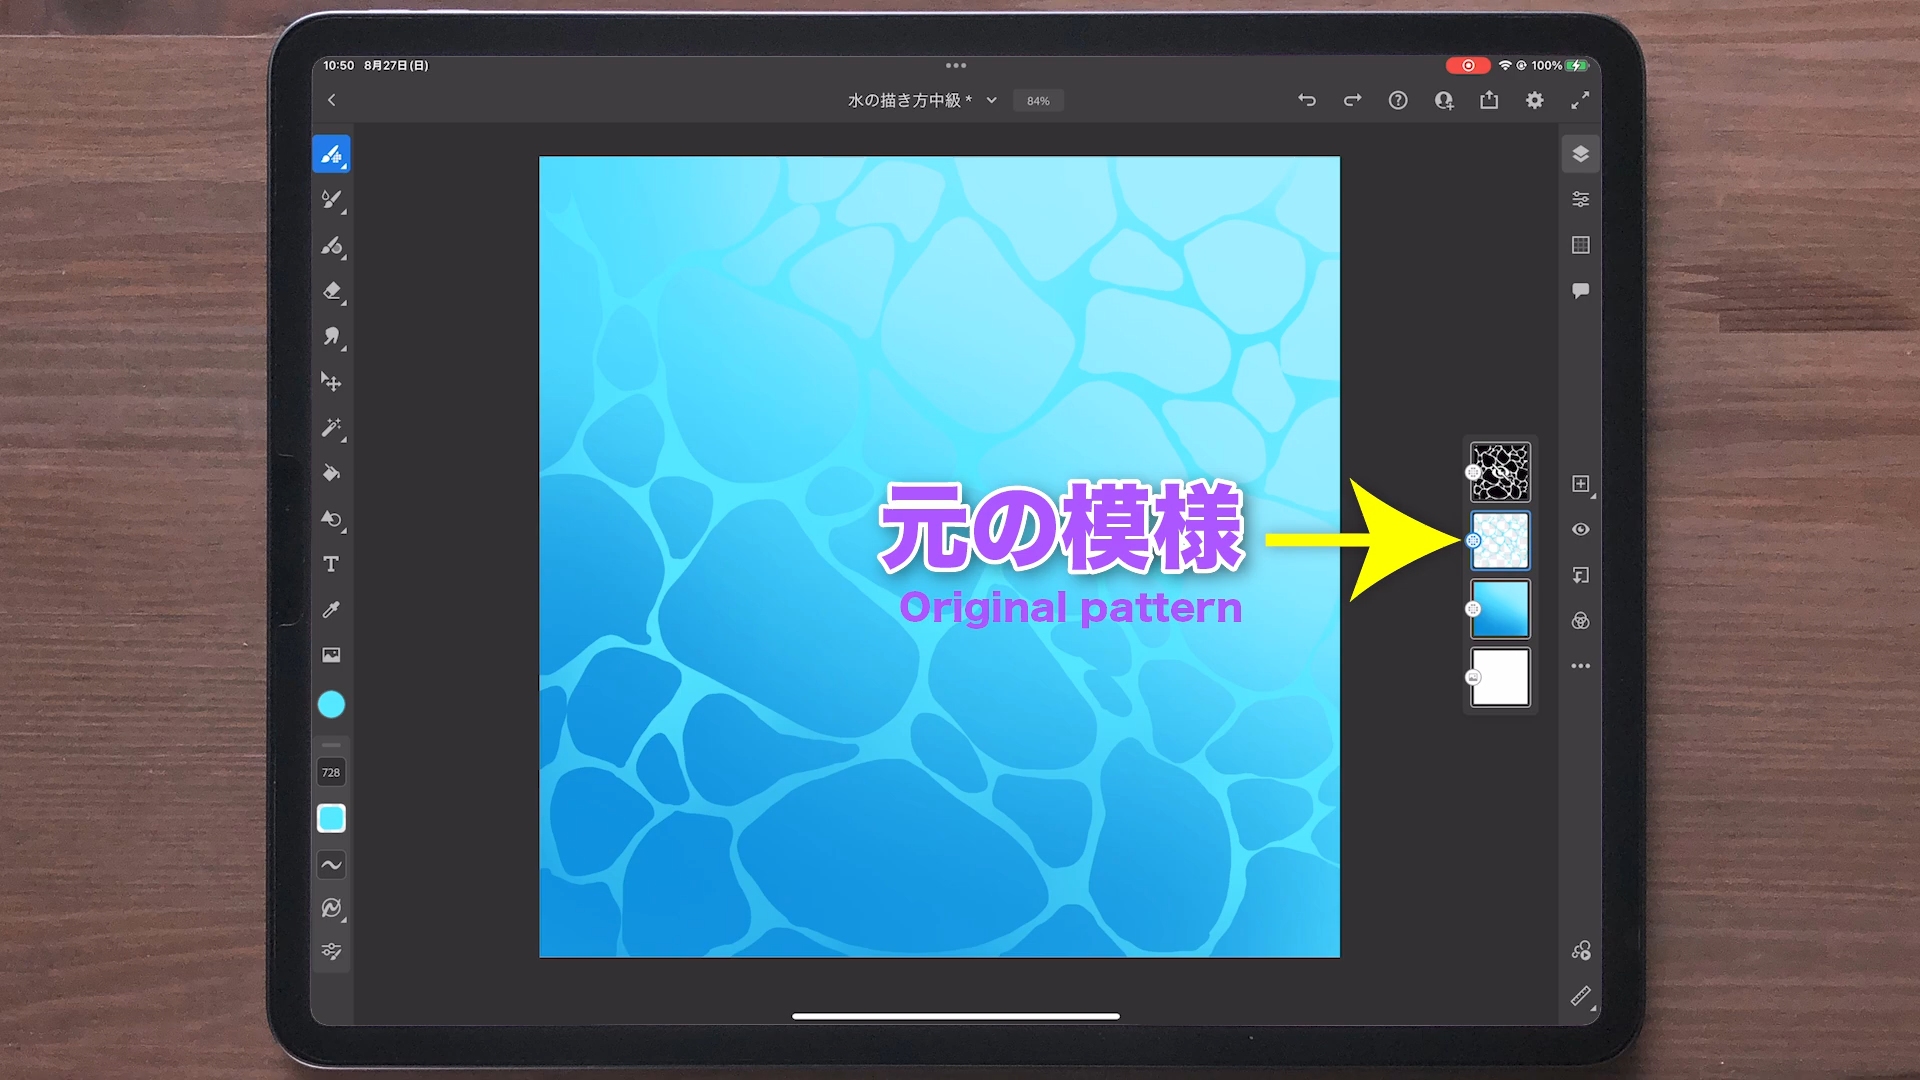 10:50 8月27日(日)
100%
水の描き方中級 *
84%
元の模様
Original pattern
T
728